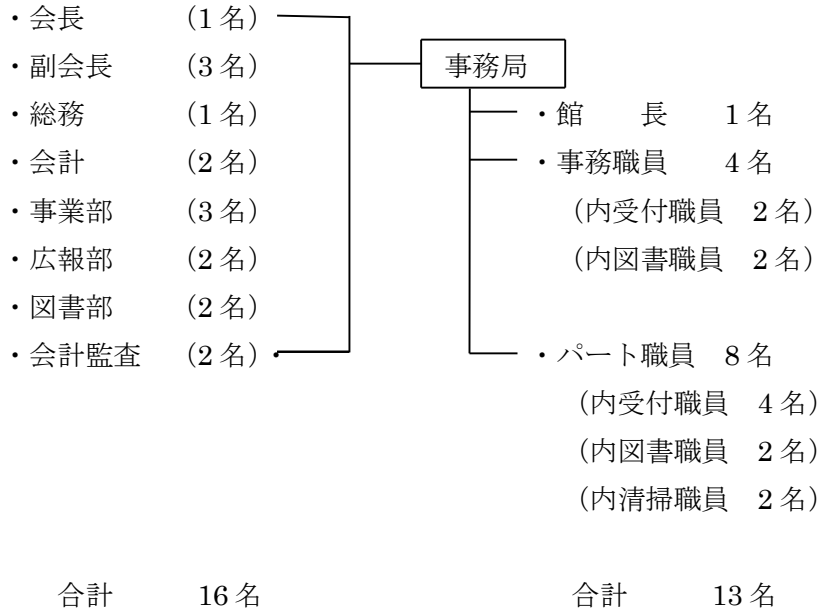 ・会長　　　（1名）
・副会長　　（3名）
・総務　　　（1名）
・会計　　　（2名）
・事業部　　（3名）
・広報部　　（2名）
・図書部　　（2名）
・会計監査　（2名）
合計　　　16名
事務局
・館　　長　　1名
・事務職員　　4名
（内受付職員　2名）
（内図書職員　2名）
・パート職員　8名
（内受付職員　4名）
（内図書職員　2名）
（内清掃職員　2名）
合計　　　13名